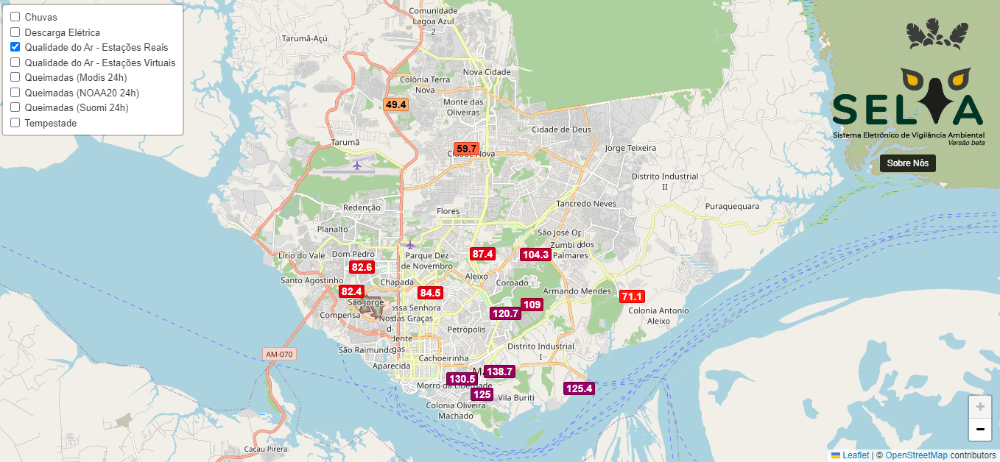 Chuvas
Descarga Elétrica
Qualidade do Ar - Estações Reais
Qualidade do Ar - Estações Virtuais
Queimadas (Modis 24h)
Queimadas (NOAA20 24h)
Queimadas (Suomi 24h)
Tempestade
SELVA
Sistema Eletrônico de Vigilância Ambiental
Versão beta
Sobre Nós
Comunidade
Lagoa Azul
2
Tarumã-Açú
Nova Cidade
Colônia Terra
Nova
49.4
Monte das
Oliveiras
Cidade de Deus
Tarumã
59.7
Cidade Nova
Jorge Teixeira
Distrito Industrial
II
Redenção
Flores
Tancredo Neves
Puraquequara
Planalto
São José Op
Zumbi dos
Palmares
Lírio do Vale
Dom Pedro
Parque Dez
de Novembro
87.4
104.3
82.6
Aleixo
Santo Agostinho
Chapada
Coroado
82.4
84.5
Armando Mendes
71.1
São Jorge
109
Compensa
ossa Senhora
das Graças
120.7
Colonia Antonio
Aleixo
Petrópolis
dente
São Raimundo
gas
Distrito Industrial
I
AM-070
Cachoeirinha
Aparecida
138.7
130.5
Morro da Liberdade
125.4
125
Vila Buriti
Colonia Oliveira
Machado
Cacau Pirera
+
−
Leaflet | © OpenStreetMap contributors